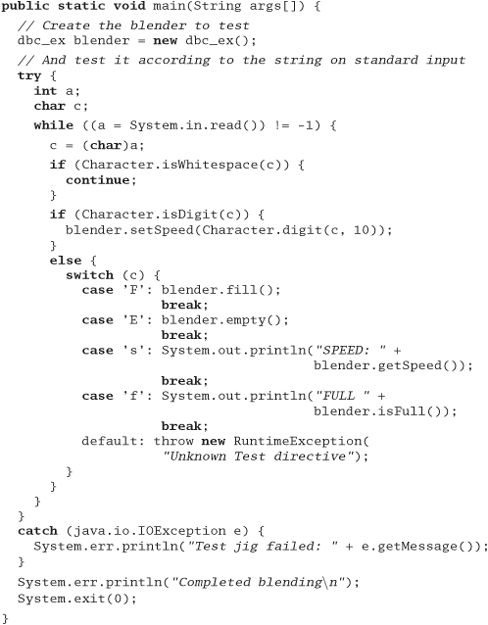 public static void main(String args[]) {
// Create the blender to test
dbc_ex blender = new dbc_ex();
// And test it according to the string on standard input
try {
int a;
char c;
while ((a = System.in.read()) != -1) {
c = (char)a;
if (Character.isWhitespace(c)) {
continue;
}
if (Character.isDigit(c)) {
blender.setSpeed(Character.digit(c, 10));
}
else {
switch (c) {
case 'F': blender.fill();
break;
case 'E': blender.empty();
break;
case 's': System.out.println("SPEED: " +
blender.getSpeed());
break;
case 'f': System.out.println("FULL " +
blender.isFull());
break;
default: throw new RuntimeException(
"Unknown Test directive");
}
}
}
}
catch (java.io.IOException e) {
System.err.println("Test jig failed: " + e.getMessage());
}
System.err.println("Completed blending\n");
System.exit(0);
}